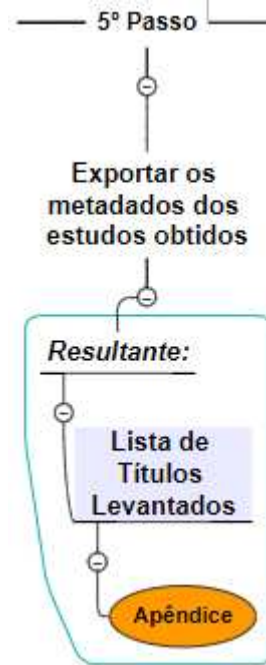 5º Passo
Exportar os
metadados dos
estudos obtidos
Resultante:
Lista de
Títulos
Levantados
Apêndice